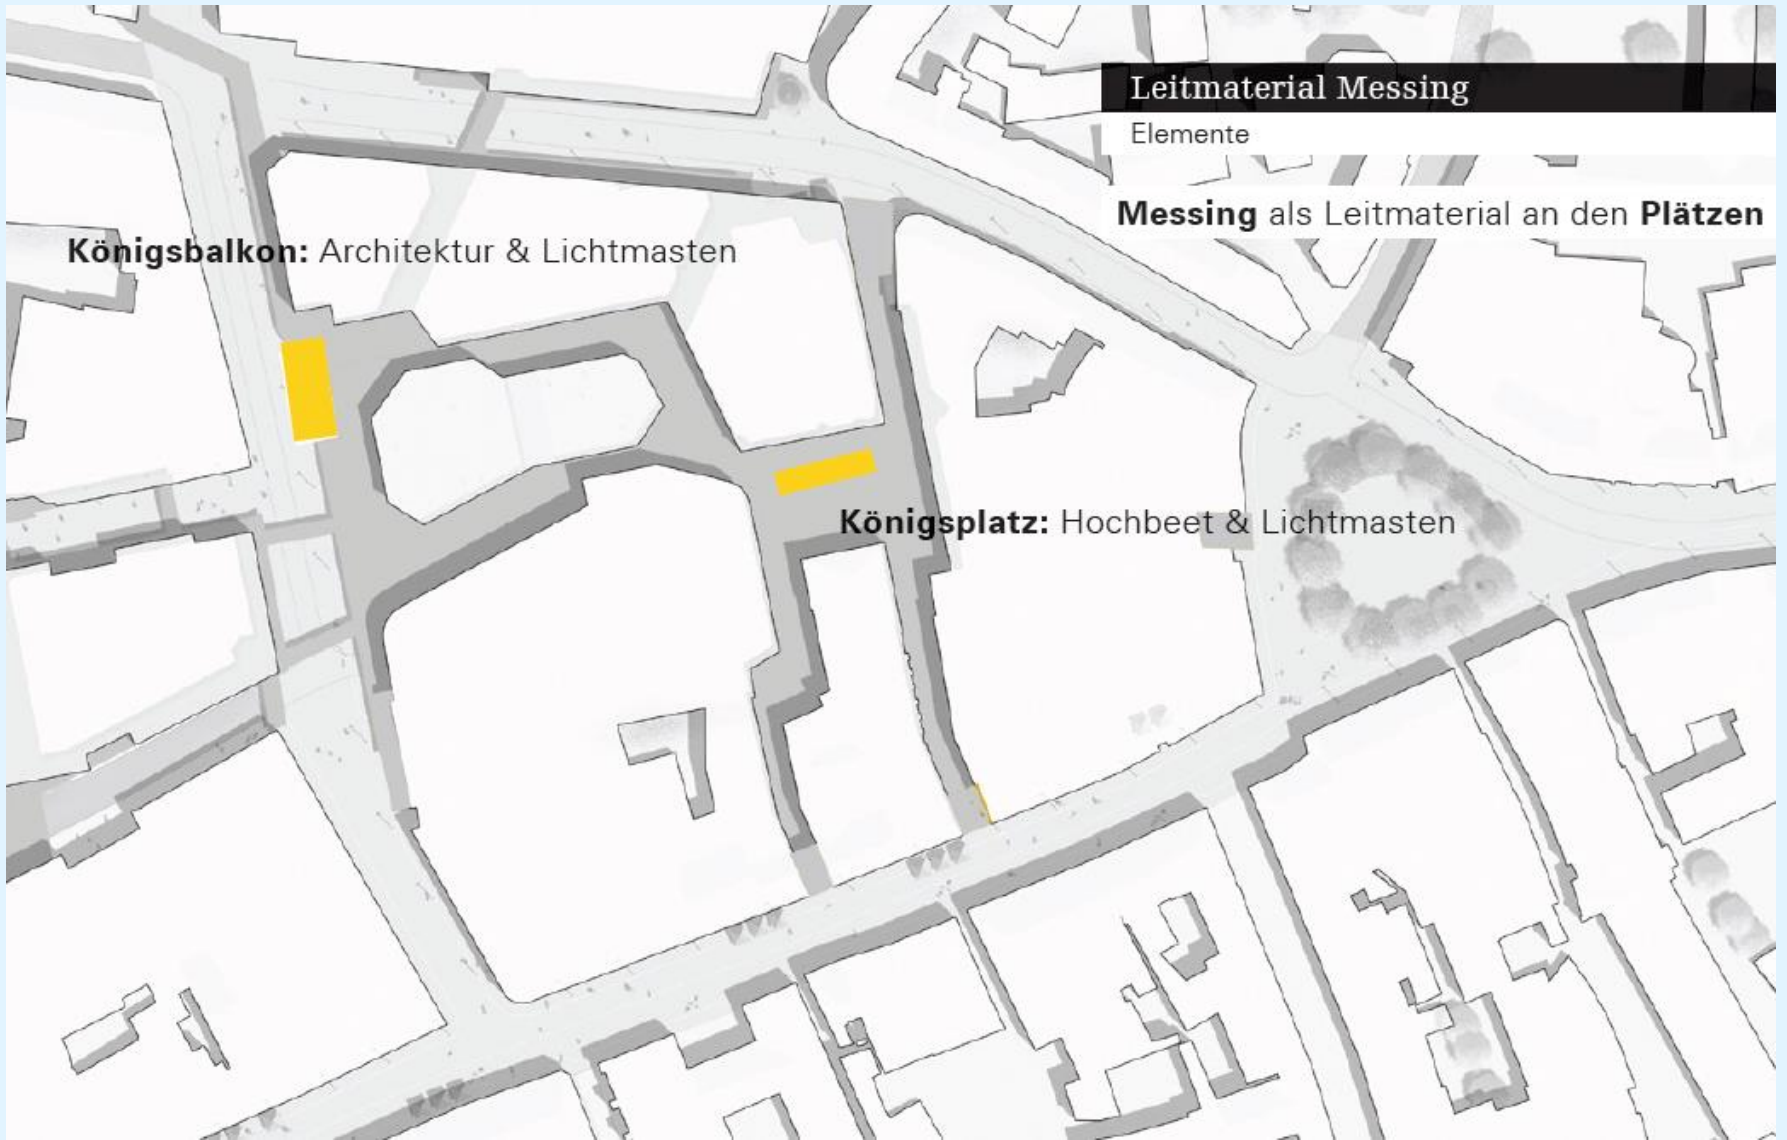 Leitmaterial Messing
Elemente
Messing als Leitmaterial an den Plätzen
Königsbalkon: Architektur & Lichtmasten
Königsplatz: Hochbeet & Lichtmasten